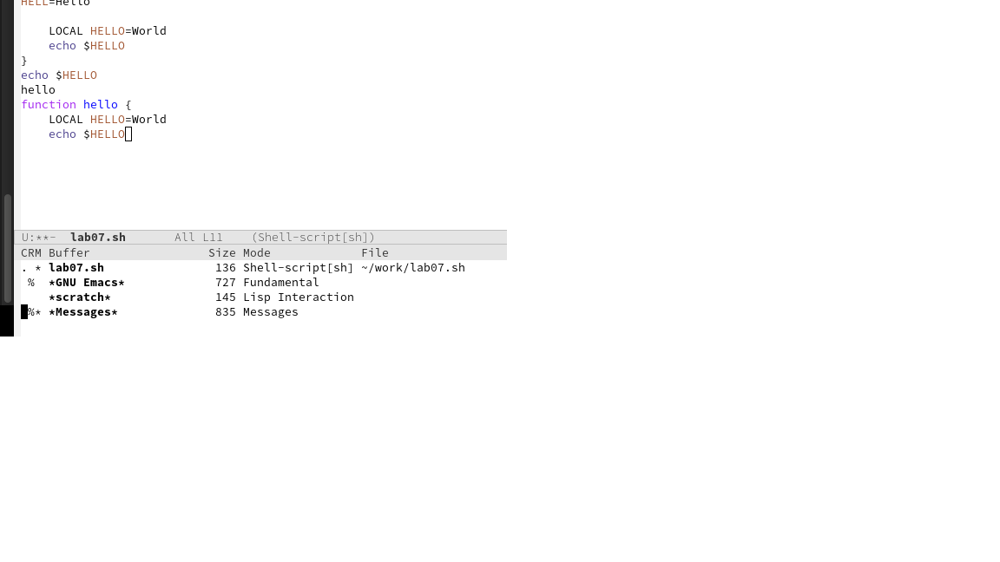 HELL=Hello
    LOCAL HELLO=World
    echo $HELLO
}
echo $HELLO
hello
function hello {
    LOCAL HELLO=World
    echo $HELLO
U:**-  lab07.sh       All L11    (Shell-script[sh])
CRM Buffer                 Size Mode             File
. * lab07.sh                136 Shell-script[sh] ~/work/lab07.sh
 %  *GNU Emacs*             727 Fundamental
    *scratch*               145 Lisp Interaction
 %* *Messages*              835 Messages